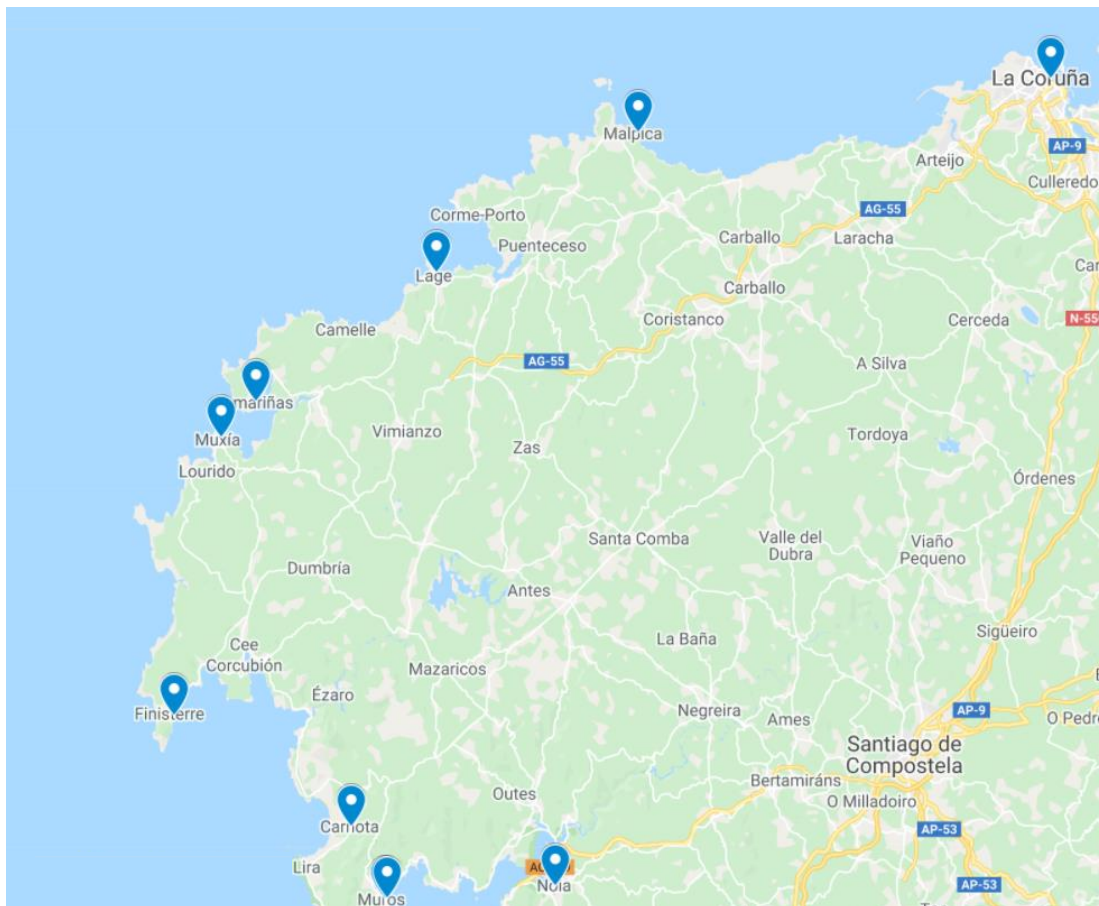 La Coruña
Malpica
AP-9
Arteijo
Culleredo
AG-55
Corme-Porto
Carballo
Laracha
Puenteceso
Lage
Carballo
Camelle
Coristanco
Cerceda
N-55
AG-55
A Silva
mariñas
Muxía
Vimianzo
Zas
Tordoya
Lourido
Órdenes
Santa Comba
Valle del
Dubra
Viaño
Pequeno
Dumbría
Antes
Sigüeiro
La Baña
Cee
Corcubión
Mazaricos
Ézaro
Negreira
Finisterre
AP-9
Ames
O Pedro
Santiago de
Compostela
Bertamiráns
Outes
O Milladoiro
Carnota
AP-53
Lira
Noia
AP-53
Muros